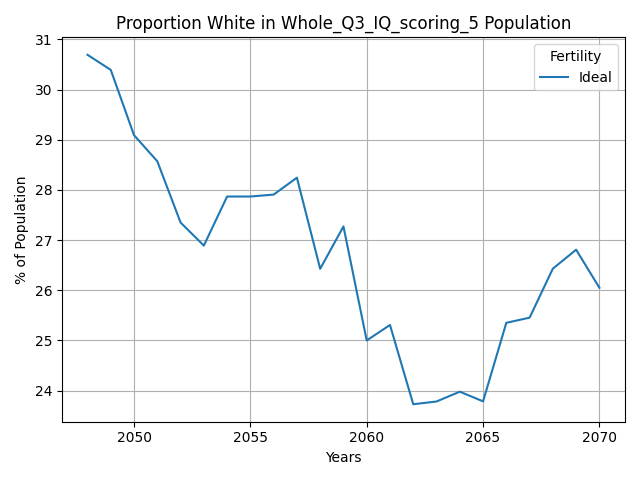 Proportion White in Whole_Q3_IQ_scoring_5 Population
31
30
29
28
27
26
25
24
% of Population
Fertility
Ideal
2050 2055 2060 2065 2070
Years